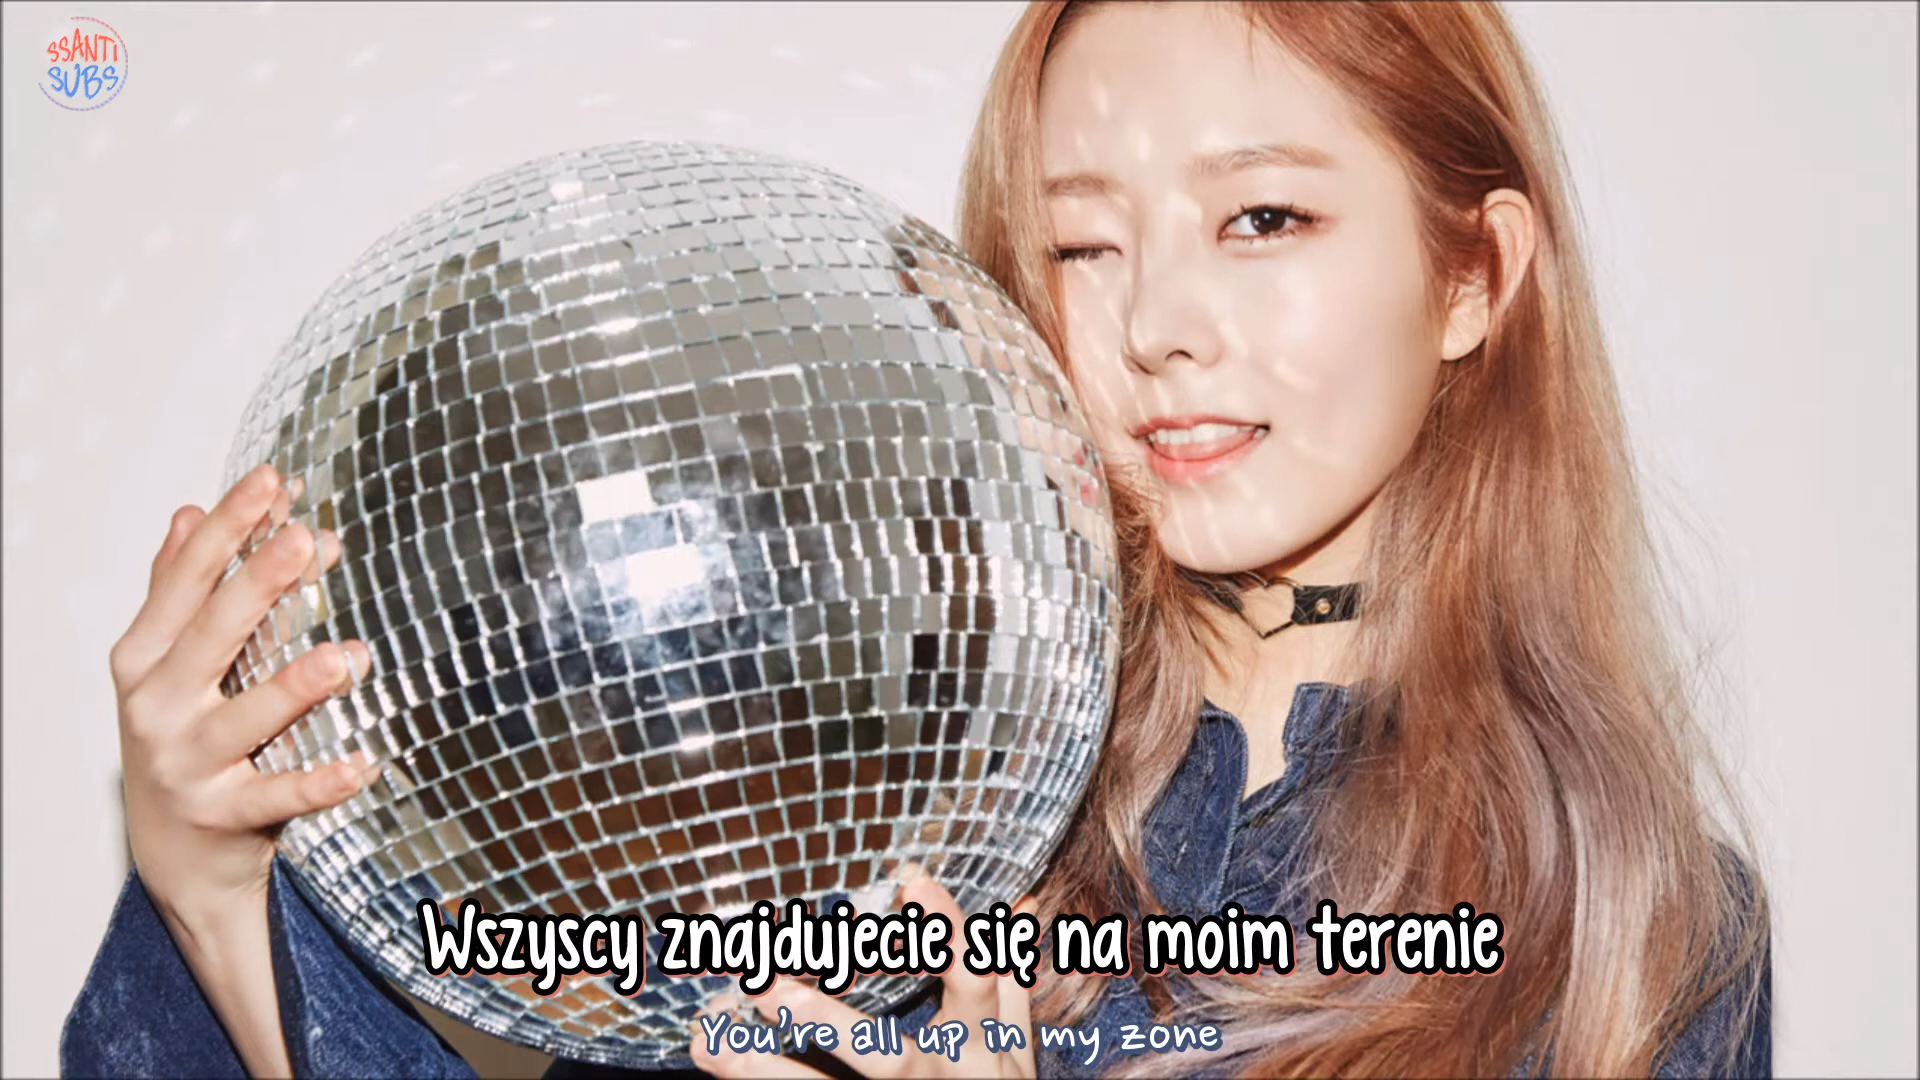 SSANTI
SUBS
Wszyscy znajdujecie się na moim terenie
You're all up in my zone